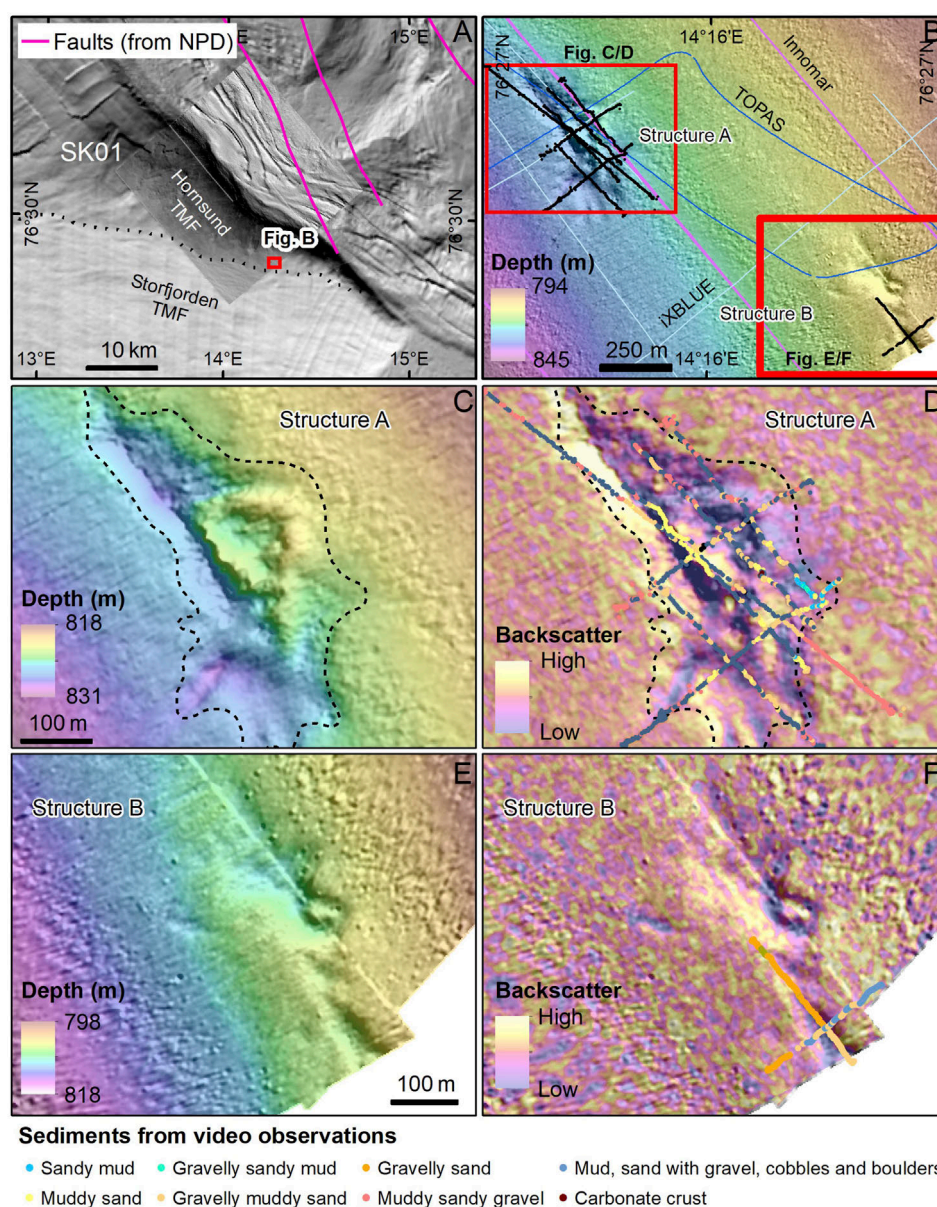 Faults (from NPD)
15°E
A
SK01
Hornsund
TMF
76°30'N
Fig. B
76°30'N
Storfjorden
TMF
13°E
10 km
14°E
15°E
14°16'E
B
76°27'N
Fig. C/D
Innomar
76°27'N
TOPAS
Structure A
Depth (m)
794
845
iXBLUE
Structure B
250 m
14°16'E
Fig. E/F
C
Structure A
Depth (m)
818
831
100 m
D
Structure A
Backscatter
High
Low
E
Structure B
Depth (m)
798
818
100 m
F
Structure B
Backscatter
High
Low
Sediments from video observations
Sandy mud
Gravelly sandy mud
Gravelly sand
Mud, sand with gravel, cobbles and boulders
Muddy sand
Gravelly muddy sand
Muddy sandy gravel
Carbonate crust